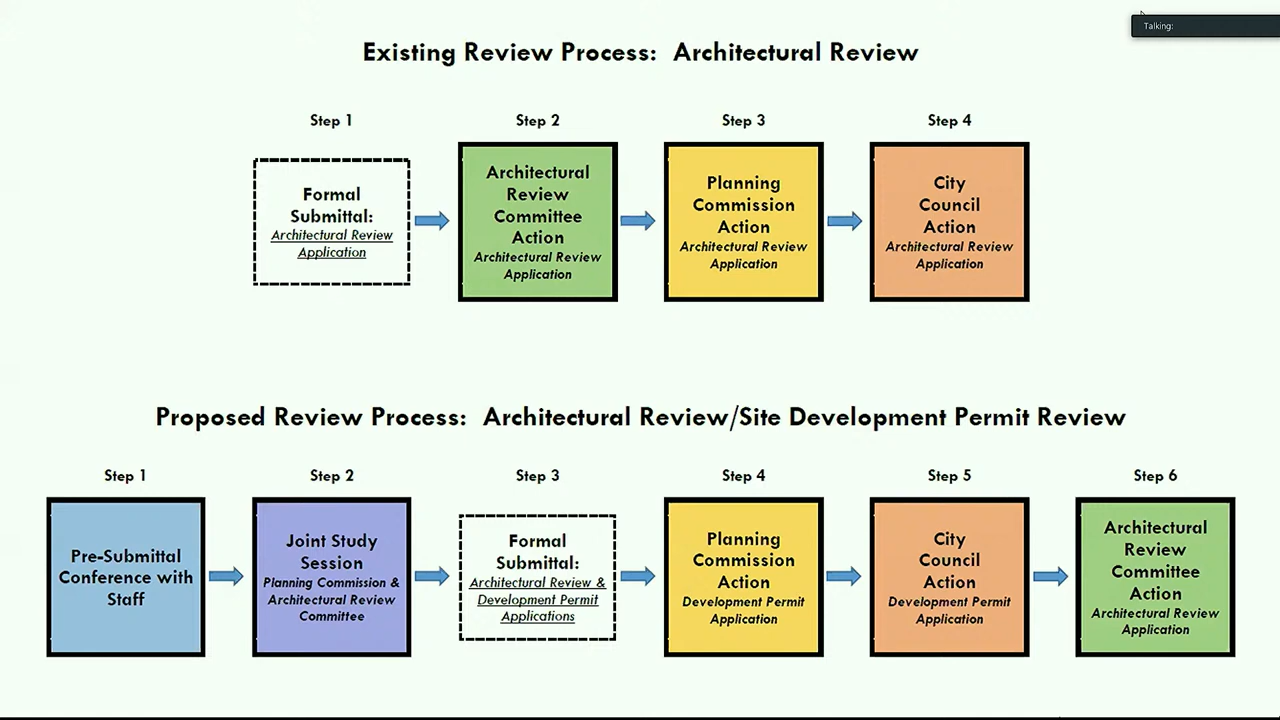 Talking:
Existing Review Process: Architectural Review
Step 1
Formal
Submittal:
Architectural Review
Application
Step 2
Architectural
Review
Committee
Action
Architectural Review
Application
Step 3
Planning
Commission
Action
Architectural Review
Application
Step 4
City
Council
Action
Architectural Review
Application
Proposed Review Process: Architectural Review/Site Development Permit Review
Step 1
Pre-Submittal
Conference with
Staff
Step 2
Joint Study
Session
Planning Commission &
Architectural Review
Committee
Step 3
Formal
Submittal:
Architectural Review &
Development Permit
Applications
Step 4
Planning
Commission
Action
Development Permit
Application
Step 5
City
Council
Action
Development Permit
Application
Step 6
Architectural
Review
Committee
Action
Architectural Review
Application